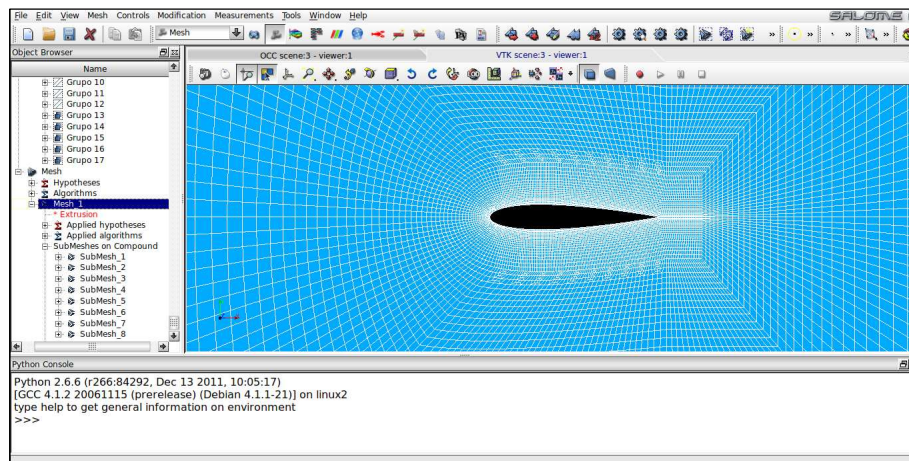 File Edit View Mesh Controls Modification Measurements Tools Window Help
SALOME
Mesh
Object Browser
OCC scene:3 - viewer:1
VTK scene:3 - viewer:1
Name
Grupo 10
Grupo 11
Grupo 12
Grupo 13
Grupo 14
Grupo 15
Grupo 16
Grupo 17
Mesh
Hypotheses
Algorithms
Mesh_1
* Extrusion
Applied hypotheses
Applied algorithms
SubMeshes on Compound
SubMesh_1
SubMesh_2
SubMesh_3
SubMesh_4
SubMesh_5
SubMesh_6
SubMesh_7
SubMesh_8
Python Console
Python 2.6.6 (r266:84292, Dec 13 2011, 10:05:17)
[GCC 4.1.2 20061115 (prerelease) (Debian 4.1.1-21)] on linux2
type help to get general information on environment
>>>